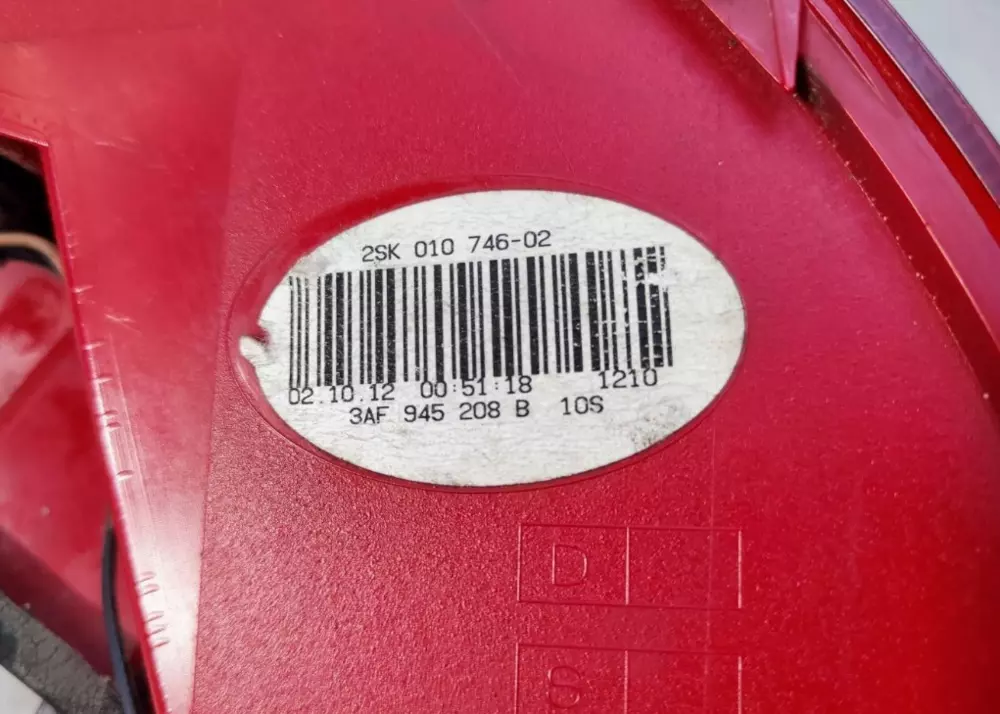 2SK 010 746-02
02.10.12 00:51:18 1210
3AF 945 208 B 10S
D